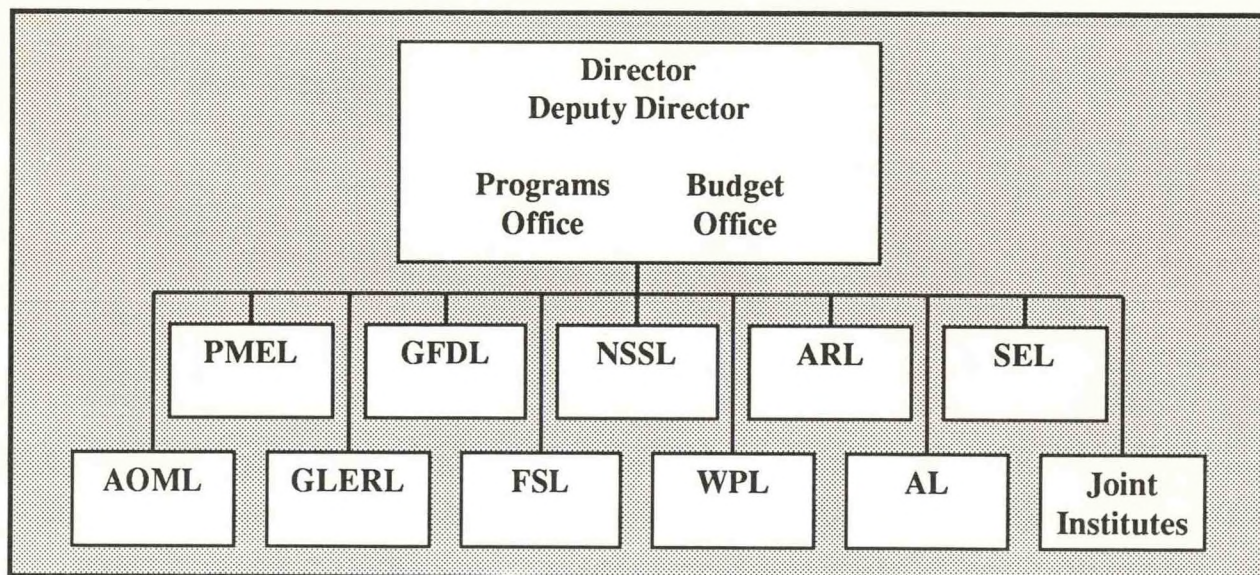 Director
Deputy Director
Programs
Office
Budget
Office
PMEL
GFDL
NSSL
ARL
SEL
AOML
GLERL
FSL
WPL
AL
Joint
Institutes